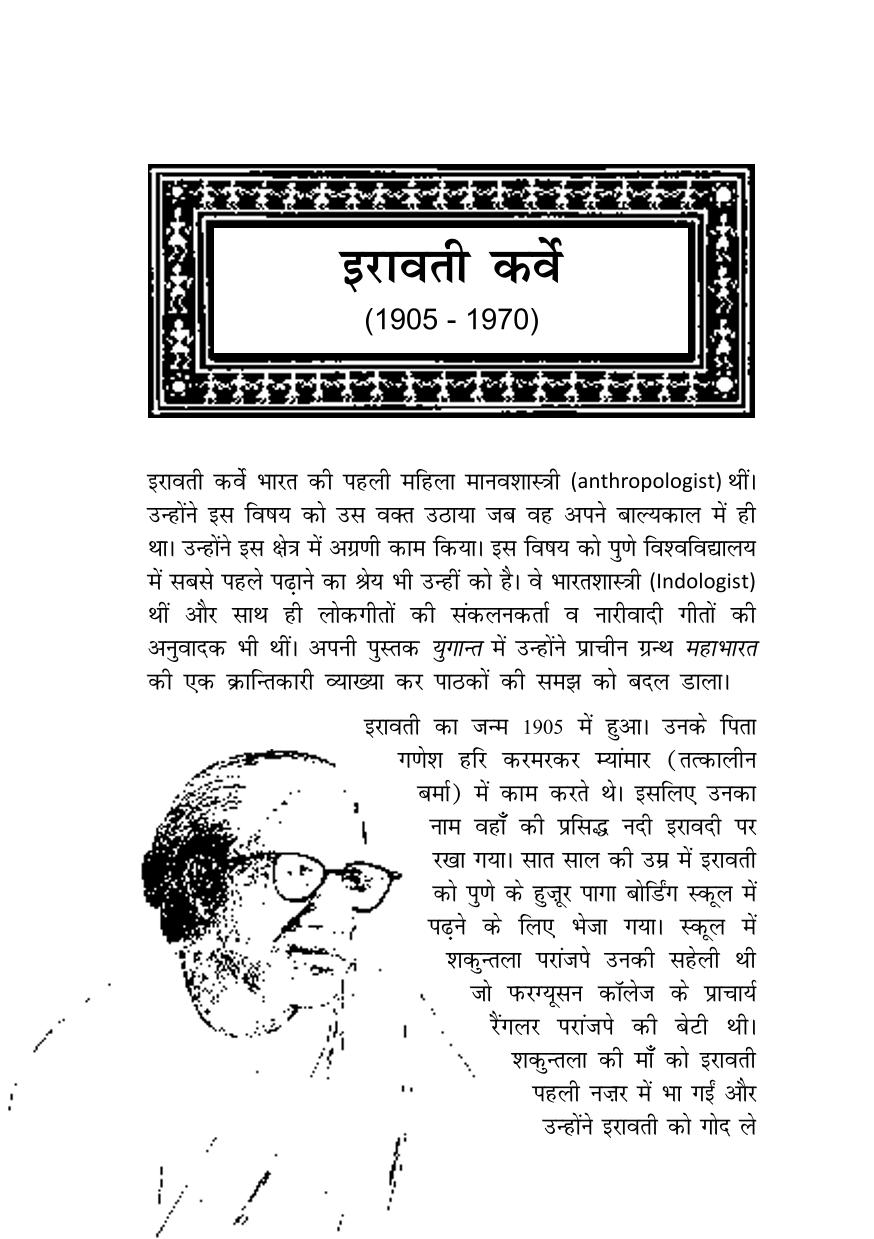 इरावती कर्वे
(1905 - 1970)
इरावती कर्वे भारत की पहली महिला मानवशास्त्री (anthropologist) थीं।
उन्होंने इस विषय को उस वक्त उठाया जब वह अपने बाल्यकाल में ही
था। उन्होंने इस क्षेत्र में अग्रणी काम किया। इस विषय को पुणे विश्वविद्यालय
में सबसे पहले पढ़ाने का श्रेय भी उन्हीं को है। वे भारतशास्त्री (Indologist)
थीं और साथ ही लोकगीतों की संकलनकर्ता व नारीवादी गीतों की
अनुवादक भी थीं। अपनी पुस्तक युगान्त में उन्होंने प्राचीन ग्रन्थ महाभारत
की एक क्रान्तिकारी व्याख्या कर पाठकों की समझ को बदल डाला।
इरावती का जन्म 1905 में हुआ। उनके पिता
गणेश हरि करमरकर म्यांमार (तत्कालीन
बर्मा) में काम करते थे। इसलिए उनका
नाम वहाँ की प्रसिद्ध नदी इरावदी पर
रखा गया। सात साल की उम्र में इरावती
को पुणे के हुज़ूर पागा बोर्डिंग स्कूल में
पढ़ने के लिए भेजा गया। स्कूल में
शकुन्तला परांजपे उनकी सहेली थी
जो फरग्यूसन कॉलेज के प्राचार्य
रैंगलर परांजपे की बेटी थी।
शकुन्तला की माँ को इरावती
पहली नज़र में भा गईं और
उन्होंने इरावती को गोद ले